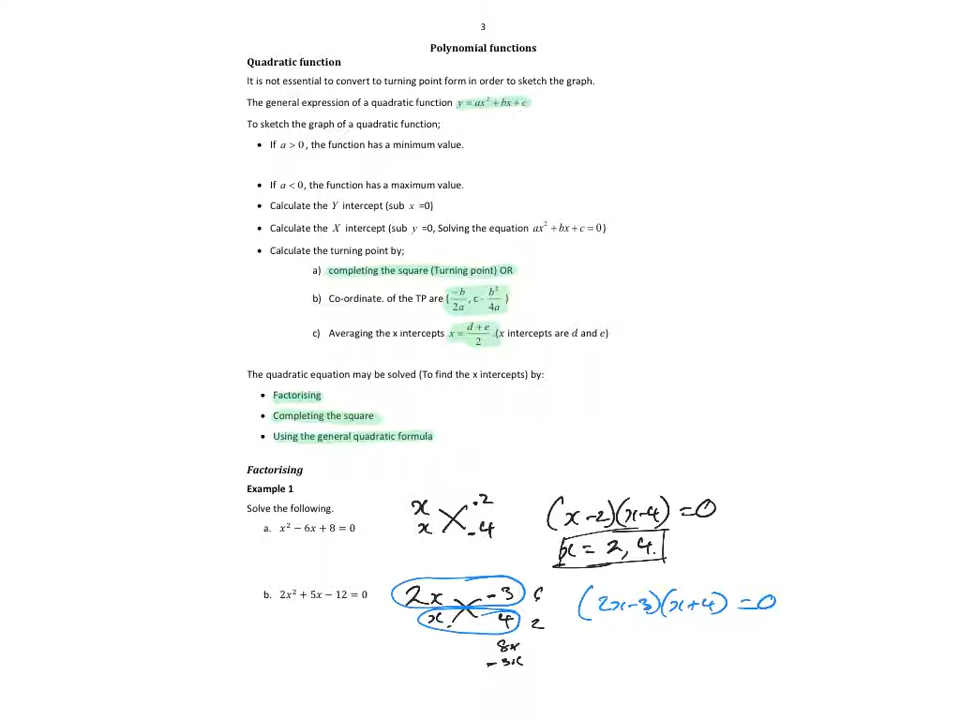 3
Polynomial functions
Quadratic function
It is not essential to convert to turning point form in order to sketch the graph.
The general expression of a quadratic function y = ax² + bx + c
To sketch the graph of a quadratic function;
• If a > 0, the function has a minimum value.
• If a < 0, the function has a maximum value.
• Calculate the Y intercept (sub x =0)
• Calculate the X intercept (sub y =0, Solving the equation ax² + bx + c = 0)
• Calculate the turning point by;
a) completing the square (Turning point) OR
b) Co-ordinate. of the TP are (-b/2a, c - b²/4a)
c) Averaging the x intercepts x = (d + e)/2 .(x intercepts are d and e)
The quadratic equation may be solved (To find the x intercepts) by:
• Factorising
• Completing the square
• Using the general quadratic formula
Factorising
Example 1
Solve the following.
a. x² − 6x + 8 = 0
x -2
x -4
(x-2)(x-4) = 0
x = 2, 4.
b. 2x² + 5x − 12 = 0
2x -3 6
x 4 2
8x
-3x
(2x-3)(x+4) = 0